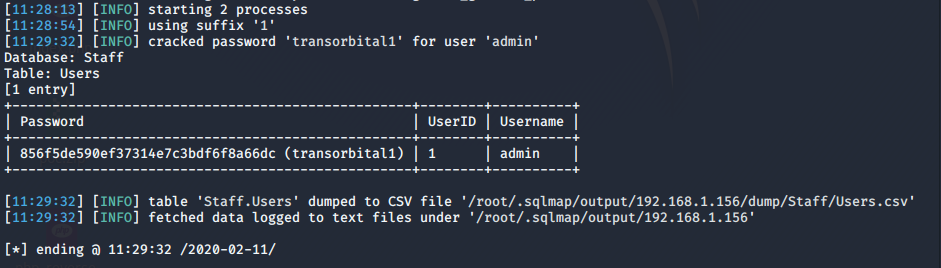 [11:28:13] [INFO] starting 2 processes
[11:28:54] [INFO] using suffix '1'
[11:29:32] [INFO] cracked password 'transorbital1' for user 'admin'
Database: Staff
Table: Users
[1 entry]
+--------------------------------------------------+--------+----------+
| Password                                         | UserID | Username |
+--------------------------------------------------+--------+----------+
| 856f5de590ef37314e7c3bdf6f8a66dc (transorbital1) | 1      | admin    |
+--------------------------------------------------+--------+----------+
[11:29:32] [INFO] table 'Staff.Users' dumped to CSV file '/root/.sqlmap/output/192.168.1.156/dump/Staff/Users.csv'
[11:29:32] [INFO] fetched data logged to text files under '/root/.sqlmap/output/192.168.1.156'
[*] ending @ 11:29:32 /2020-02-11/